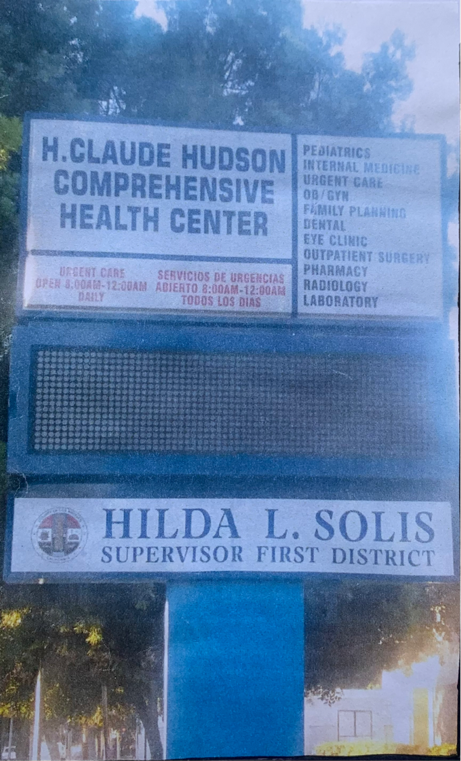 H.CLAUDE HUDSON
COMPREHENSIVE
HEALTH CENTER
URGENT CARE
OPEN 8:00AM-12:00AM
DAILY
SERVICIOS DE URGENCIAS
ABIERTO 8:00AM-12:00AM
TODOS LOS DIAS
PEDIATRICS
INTERNAL MEDICINE
URGENT CARE
OB/GYN
FAMILY PLANNING
DENTAL
EYE CLINIC
OUTPATIENT SURGERY
PHARMACY
RADIOLOGY
LABORATORY
HILDA L. SOLIS
SUPERVISOR FIRST DISTRICT